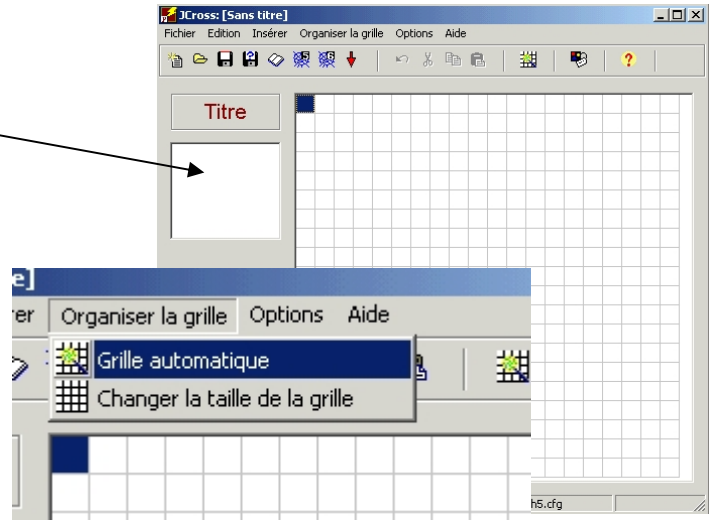 JCross: [Sans titre]
Fichier Edition Insérer Organiser la grille Options Aide
Titre
e]
er Organiser la grille Options Aide
Grille automatique
Changer la taille de la grille
h5.cfg